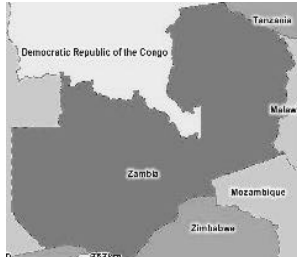 Tanzania
Democratic Republic of the Congo
Malaw
Zambia
Mozambique
Zimbabwe